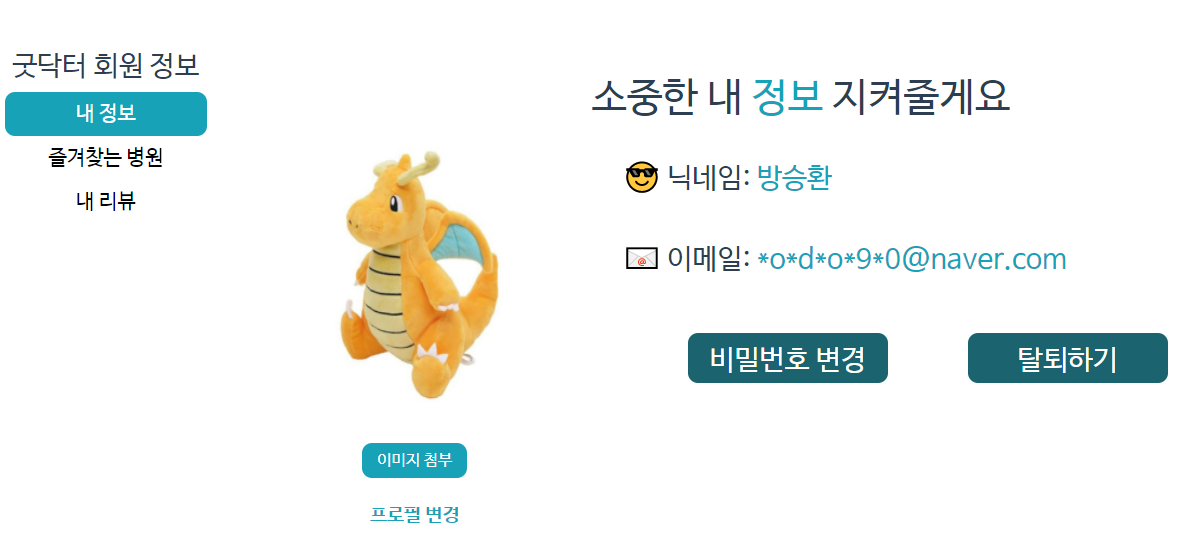 굿닥터 회원 정보
내 정보
즐겨찾는 병원
내 리뷰
소중한 내 정보 지켜줄게요
닉네임: 방승환
이메일: *o*d*o*9*0@naver.com
비밀번호 변경
탈퇴하기
이미지 첨부
프로필 변경